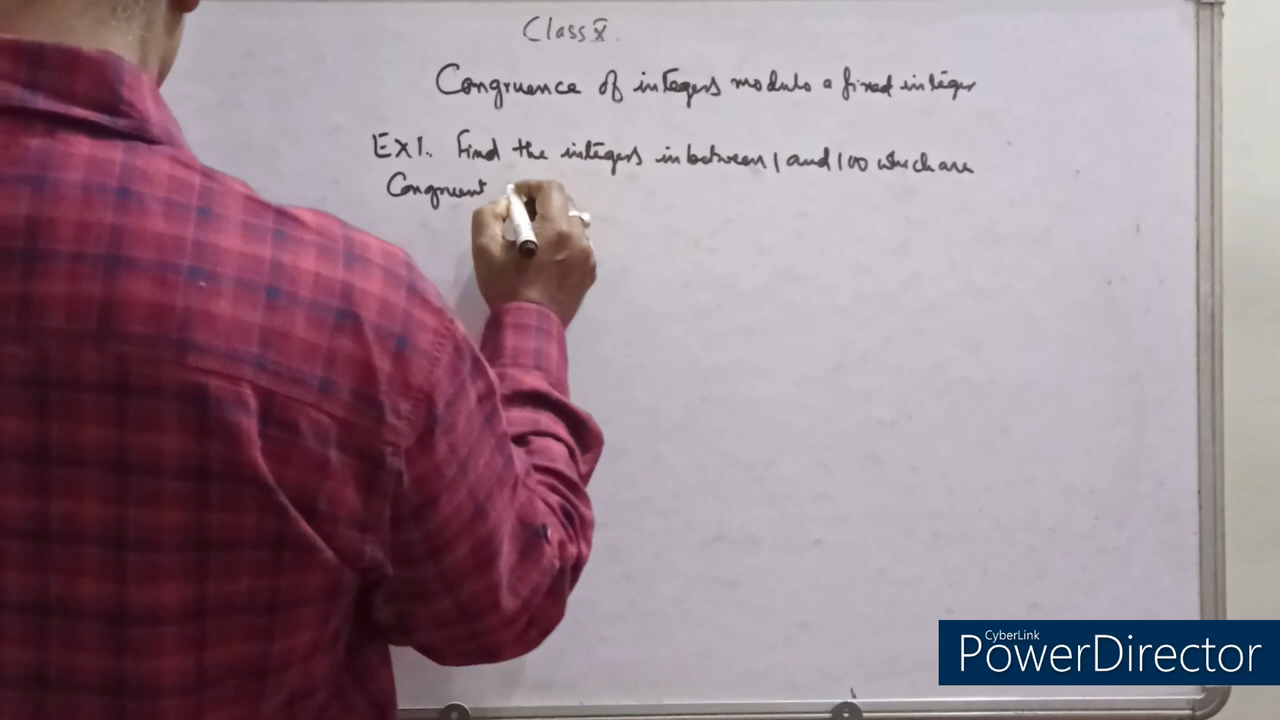 Class X.
Congruence of integers modulo a fixed integer
EX1. Find the integers in between 1 and 100 which are
Congruent
CyberLink
PowerDirector